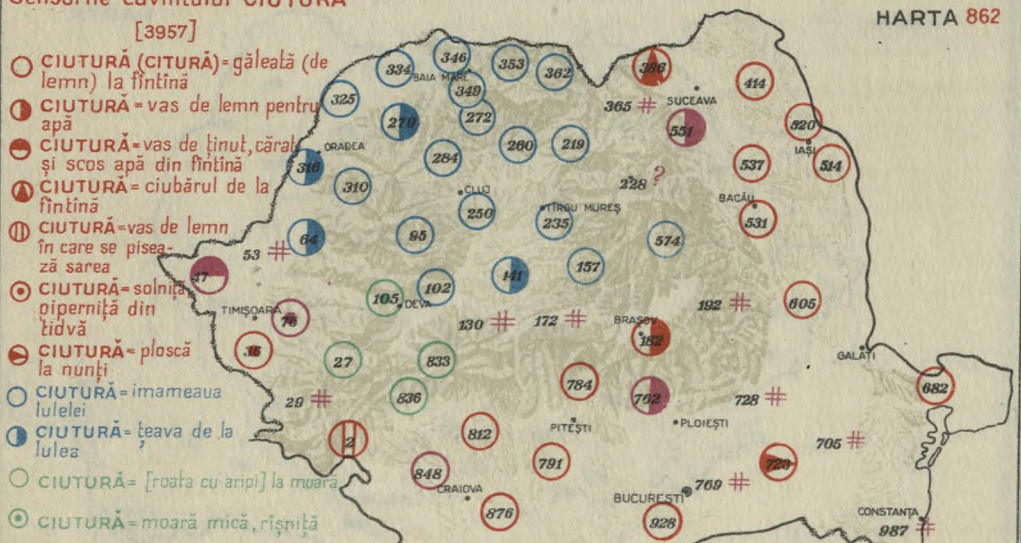 Sensurile cuvîntului CIUTURĂ
[3957]
HARTA 862
CIUTURĂ (CITURĂ) = găleată (de
lemn) la fîntînă
CIUTURĂ = vas de lemn pentru
apă
CIUTURĂ = vas de ținut, cărat
și scos apă din fîntînă
CIUTURĂ = ciubărul de la
fîntînă
CIUTURĂ = vas de lemn
în care se pisea-
ză sarea
CIUTURĂ = solniță
piperniță din
tidvă
CIUTURĂ = ploscă
la nunți
CIUTURĂ = imameaua
lulelei
CIUTURĂ = țeava de la
lulea
CIUTURĂ = [roata cu aripi] la moară
CIUTURĂ = moară mică, rîșniță
346
353
334
BAIA MARE
362
386
414
349
325
365 #
SUCEAVA
272
279
551
520
ORADEA
260
219
IAȘI
284
537
514
316
310
228 ?
CLUJ
BACĂU
250
TÎRGU MUREȘ
235
531
64
95
574
53 #
47
141
157
102
105
DEVA
192 #
605
TIMIȘOARA
76
130 #
172 #
BRAȘOV
182
36
27
833
GALAȚI
784
682
836
762
29 #
728 #
PITEȘTI
PLOIEȘTI
2
812
705 #
848
791
723
769 #
CRAIOVA
BUCUREȘTI
876
928
CONSTANȚA
987 #